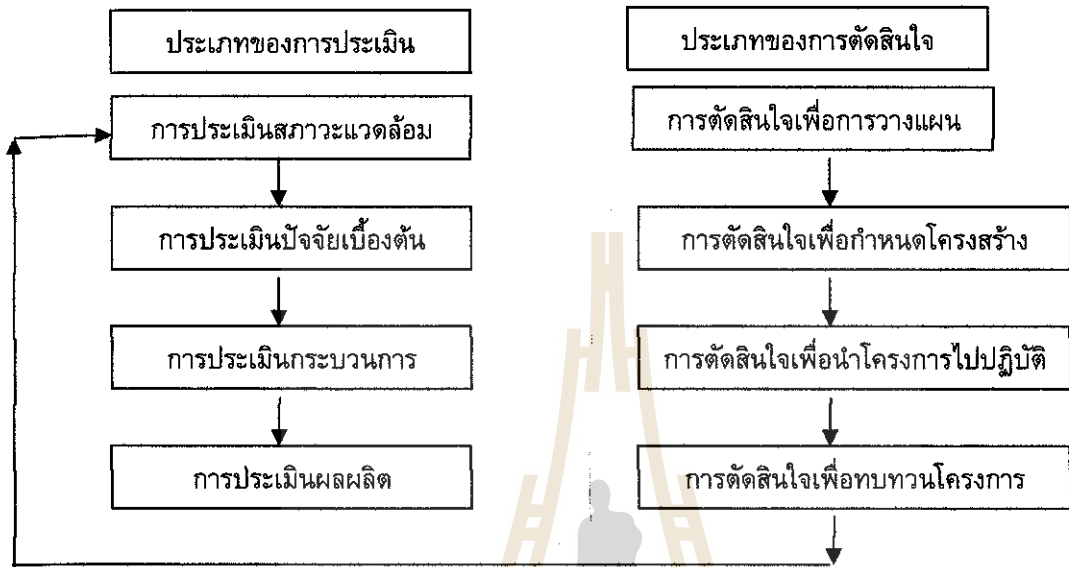 ประเภทของการประเมิน
ประเภทของการตัดสินใจ
การประเมินสภาวะแวดล้อม
การตัดสินใจเพื่อการวางแผน
การประเมินปัจจัยเบื้องต้น
การตัดสินใจเพื่อกำหนดโครงสร้าง
การประเมินกระบวนการ
การตัดสินใจเพื่อนำโครงการไปปฏิบัติ
การประเมินผลผลิต
การตัดสินใจเพื่อทบทวนโครงการ